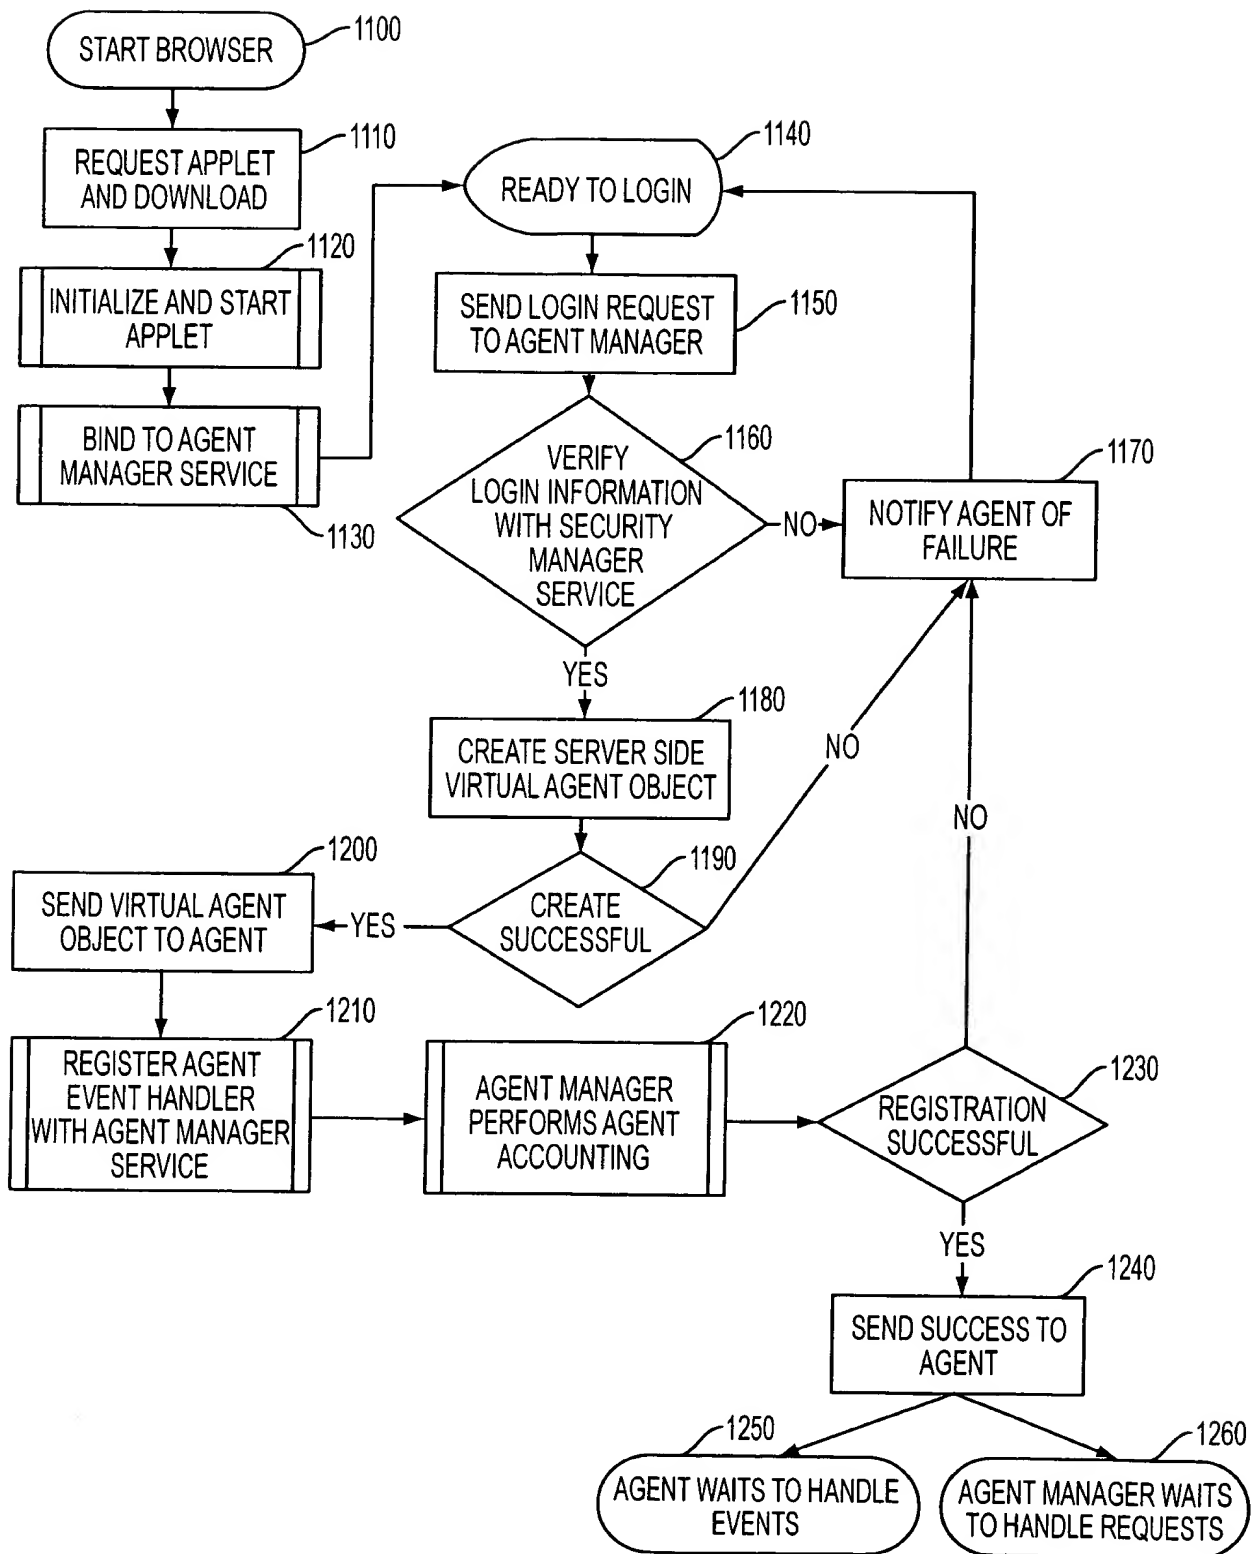 START BROWSER
1100
REQUEST APPLET
AND DOWNLOAD
1110
INITIALIZE AND START
APPLET
1120
BIND TO AGENT
MANAGER SERVICE
1130
READY TO LOGIN
1140
SEND LOGIN REQUEST
TO AGENT MANAGER
1150
VERIFY
LOGIN INFORMATION
WITH SECURITY
MANAGER
SERVICE
1160
NO
NOTIFY AGENT OF
FAILURE
1170
YES
CREATE SERVER SIDE
VIRTUAL AGENT OBJECT
1180
NO
NO
CREATE
SUCCESSFUL
1190
YES
SEND VIRTUAL AGENT
OBJECT TO AGENT
1200
REGISTER AGENT
EVENT HANDLER
WITH AGENT MANAGER
SERVICE
1210
AGENT MANAGER
PERFORMS AGENT
ACCOUNTING
1220
REGISTRATION
SUCCESSFUL
1230
YES
SEND SUCCESS TO
AGENT
1240
AGENT WAITS TO HANDLE
EVENTS
1250
AGENT MANAGER WAITS
TO HANDLE REQUESTS
1260